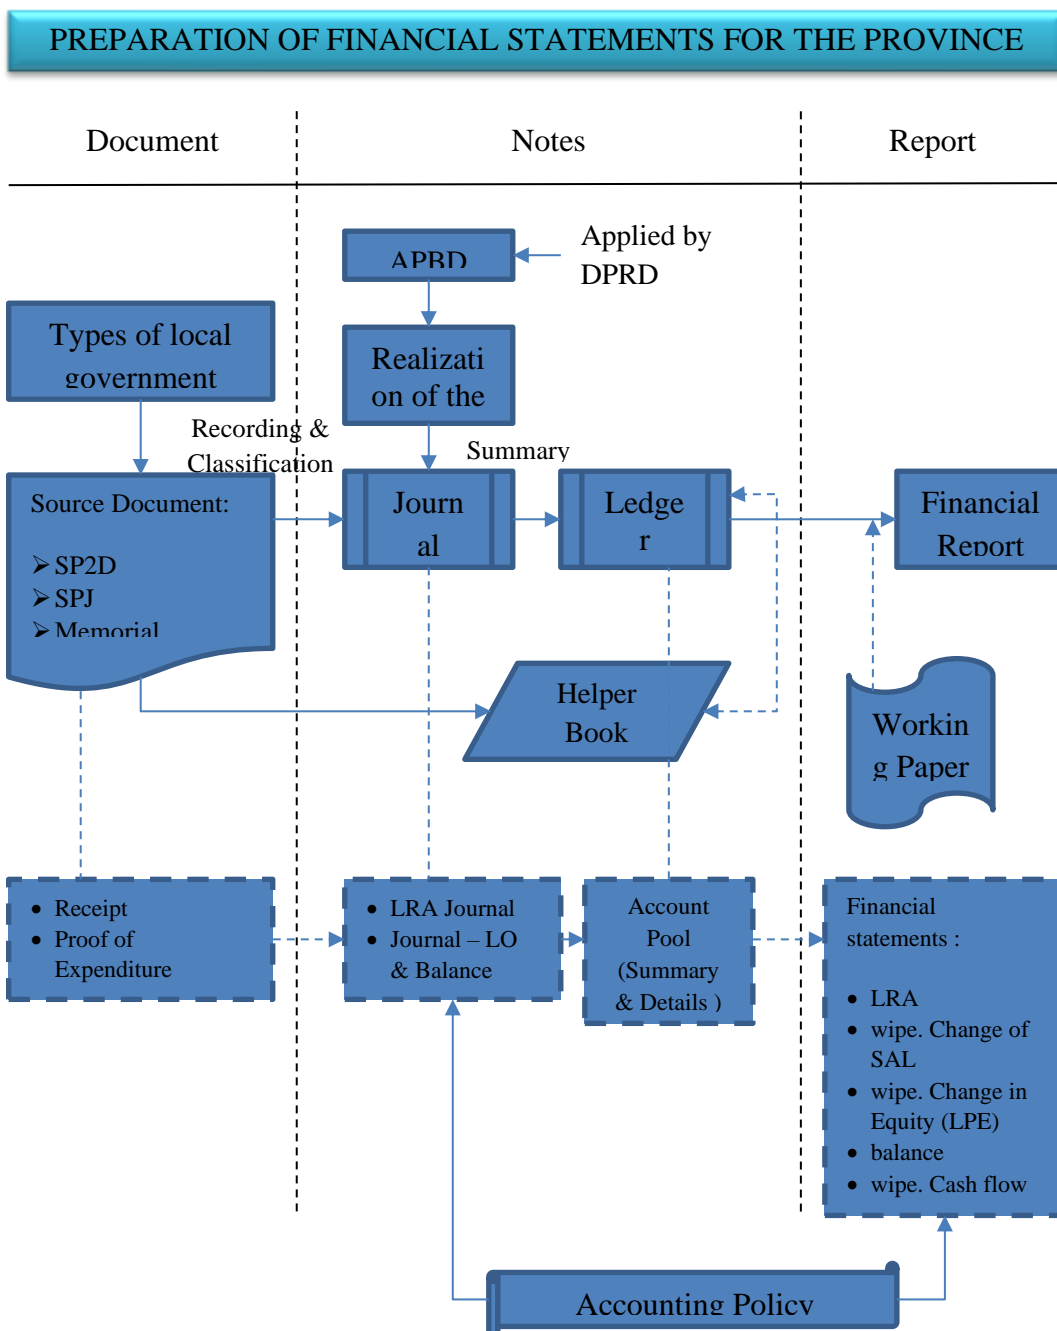 PREPARATION OF FINANCIAL STATEMENTS FOR THE PROVINCE
Document
Notes
Report
APBD
Applied by
DPRD
Types of local
government
Realizati
on of the
Recording &
Classification
Summary
Source Document:
➢ SP2D
➢ SPJ
➢ Memorial
Journ
al
Ledge
r
Financial
Report
Helper
Book
Workin
g Paper
• Receipt
• Proof of
Expenditure
• LRA Journal
• Journal – LO
& Balance
Account
Pool
(Summary
& Details )
Financial
statements :
• LRA
• wipe. Change of
SAL
• wipe. Change in
Equity (LPE)
• balance
• wipe. Cash flow
Accounting Policy